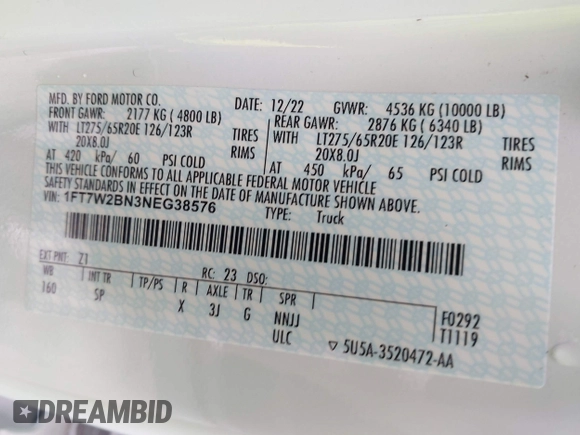 MFD. BY FORD MOTOR CO. DATE: 12/22 GVWR: 4536 KG (10000 LB)
FRONT GAWR: 2177 KG ( 4800 LB) REAR GAWR: 2876 KG ( 6340 LB)
WITH LT275/65R20E 126/123R TIRES WITH LT275/65R20E 126/123R TIRES
20X8.0J RIMS 20X8.0J RIMS
AT 420 kPa/ 60 PSI COLD AT 450 kPa/ 65 PSI COLD
THIS VEHICLE CONFORMS TO ALL APPLICABLE FEDERAL MOTOR VEHICLE
SAFETY STANDARDS IN EFFECT ON THE DATE OF MANUFACTURE SHOWN ABOVE.
VIN: 1FT7W2BN3NEG38576 TYPE: Truck
EXT PNT: Z1 RC: 23 DSO:
WB INT TR TP/PS R AXLE TR SPR
160 SP X 3J G NNJJ F0292
ULC T1119
5U5A-3520472-AA
DREAMBID